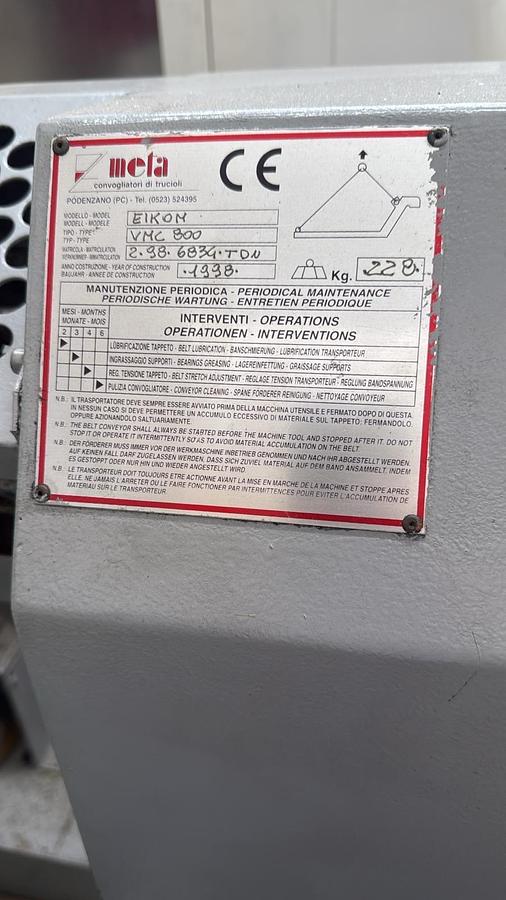 meta
CE
convogliatori di trucioli
PODENZANO (PC) - Tel. (0523) 524395
MODELLO - MODEL
MODELL - MODELE
EIKON
TIPO - TYPE
TYP - TYPE
VMC 800
MATRICOLA - MATRICULATION
2.98.6834.TDN
ANNO COSTRUZIONE - YEAR OF CONSTRUCTION
BAUJAHR - ANNEE DE CONSTRUCTION
.1998.
Kg. 228.
MANUTENZIONE PERIODICA - PERIODICAL MAINTENANCE
PERIODISCHE WARTUNG - ENTRETIEN PERIODIQUE
MESI - MONTHS
MONATE - MOIS
INTERVENTI - OPERATIONS
OPERATIONEN - INTERVENTIONS
2 3 4 6
LUBRIFICAZIONE TAPPETO - BELT LUBRICATION - BANSCHMIERUNG - LUBRIFICATION TRANSPORTEUR
INGRASSAGGIO SUPPORTI - BEARINGS GREASING - LAGEREINFETTUNG - GRAISSAGE SUPPORTS
REG. TENSIONE TAPPETO - BELT STRETCH ADJUSTMENT - REGLAGE TENSION TRANSPORTEUR - REGLUNG BANDSPANNUNG
PULIZIA CONVOGLIATORE - CONVEYOR CLEANING - SPANE FÖRDERER REINIGUNG - NETTOYAGE CONVOYEUR
N.B.: IL TRASPORTATORE DEVE SEMPRE ESSERE AVVIATO PRIMA DELLA MACCHINA UTENSILE E FERMATO DOPO DI QUESTA.
IN NESSUN CASO SI DEVE PERMETTERE UN ACCUMULO ECCESSIVO DI MATERIALE SUL TAPPETO; FERMANDOLO,
OPPURE AZIONANDOLO SALTUARIAMENTE.
N.B.: THE BELT CONVEYOR SHALL ALWAYS BE STARTED BEFORE THE MACHINE TOOL AND STOPPED AFTER IT. DO NOT
STOP IT OR OPERATE IT INTERMITTENTLY SO AS TO AVOID MATERIAL ACCUMULATION ON THE BELT.
N.B.: DER FÖRDERER MUSS IMMER VOR DER WERKMASCHINE INBETRIEB GENOMMEN UND NACH IHR ABGESTELLT WERDEN.
AUF KEINEN FALL DARF ZUGELASSEN WERDEN, DASS SICH ZUVIEL MATERIAL AUF DEM BAND ANSAMMELT, INDEM
ES GESTOPPT ODER NUR HIN UND WIEDER ANGESTELLT WIRD.
N.B.: LE TRANSPORTEUR DOIT TOUJOURS ETRE ACTIONNE AVANT LA MISE EN MARCHE DE LA MACHINE ET STOPPE APRES
ELLE. NE JAMAIS L'ARRETER OU LE FAIRE FONCTIONER PAR INTERMITTENCES POUR EVITER L'ACCUMULATION DE
MATERIAU SUR LE TRANSPORTEUR.